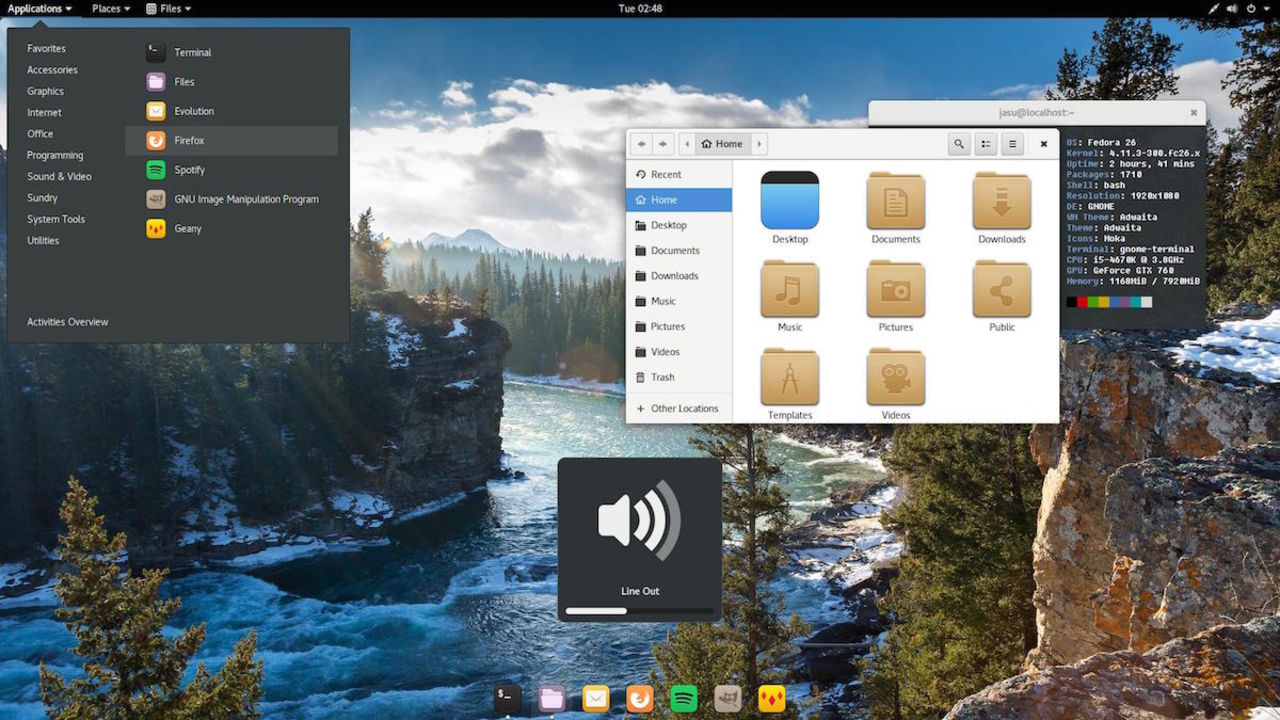 Applications Places Files Tue 02:48
Favorites
Accessories
Graphics
Internet
Office
Programming
Sound & Video
Sundry
System Tools
Utilities
Activities Overview
Terminal
Files
Evolution
Firefox
Spotify
GNU Image Manipulation Program
Geany
Home
Recent
Home
Desktop
Documents
Downloads
Music
Pictures
Videos
Trash
Other Locations
Desktop Documents Downloads
Music Pictures Public
Templates Videos
jasu@localhost:~
OS: Fedora 26
Kernel: 4.11.3-300.fc26.x
Uptime: 2 hours, 41 mins
Packages: 1710
Shell: bash
Resolution: 1920x1080
DE: GNOME
WM Theme: Adwaita
Theme: Adwaita
Icons: Moka
Terminal: gnome-terminal
CPU: i5-4670K @ 3.8GHz
GPU: GeForce GTX 760
Memory: 1168MiB / 7920MiB
Line Out